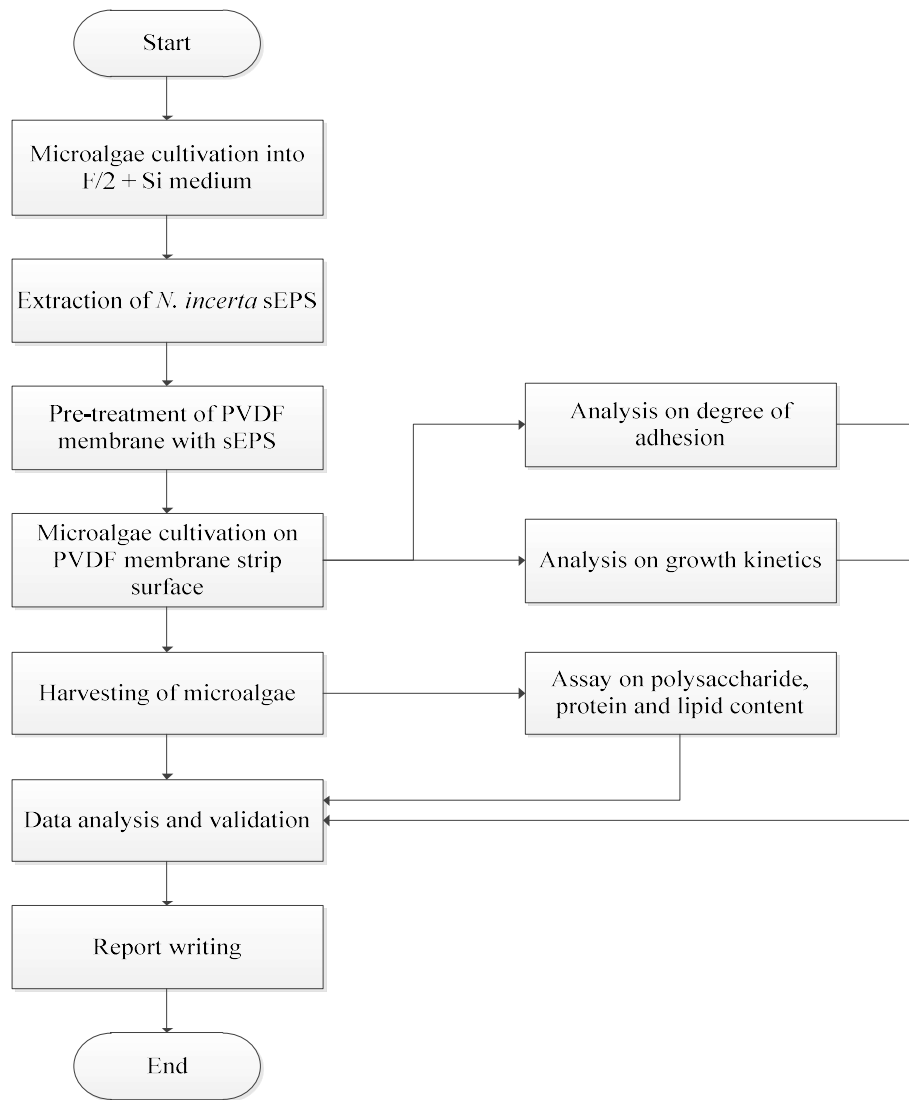 Start
Microalgae cultivation into
F/2 + Si medium
Extraction of N. incerta sEPS
Pre-treatment of PVDF
membrane with sEPS
Analysis on degree of
adhesion
Microalgae cultivation on
PVDF membrane strip
surface
Analysis on growth kinetics
Harvesting of microalgae
Assay on polysaccharide,
protein and lipid content
Data analysis and validation
Report writing
End